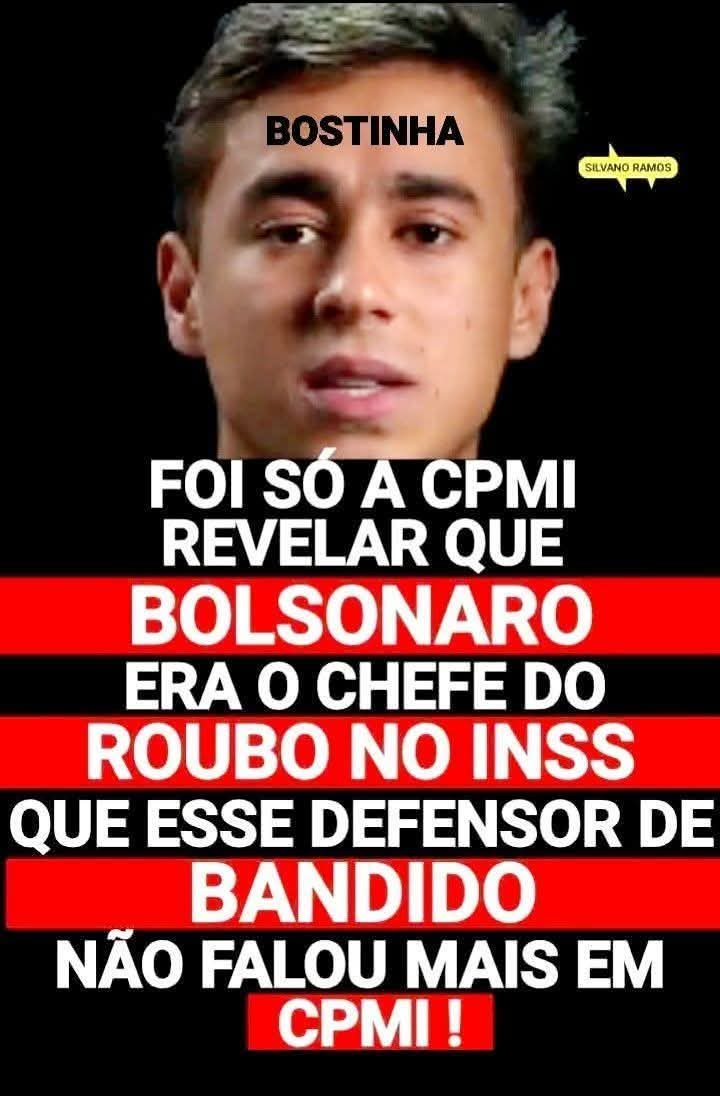 BOSTINHA
SILVANO RAMOS
FOI SÓ A CPMI
REVELAR QUE
BOLSONARO
ERA O CHEFE DO
ROUBO NO INSS
QUE ESSE DEFENSOR DE
BANDIDO
NÃO FALOU MAIS EM
CPMI !